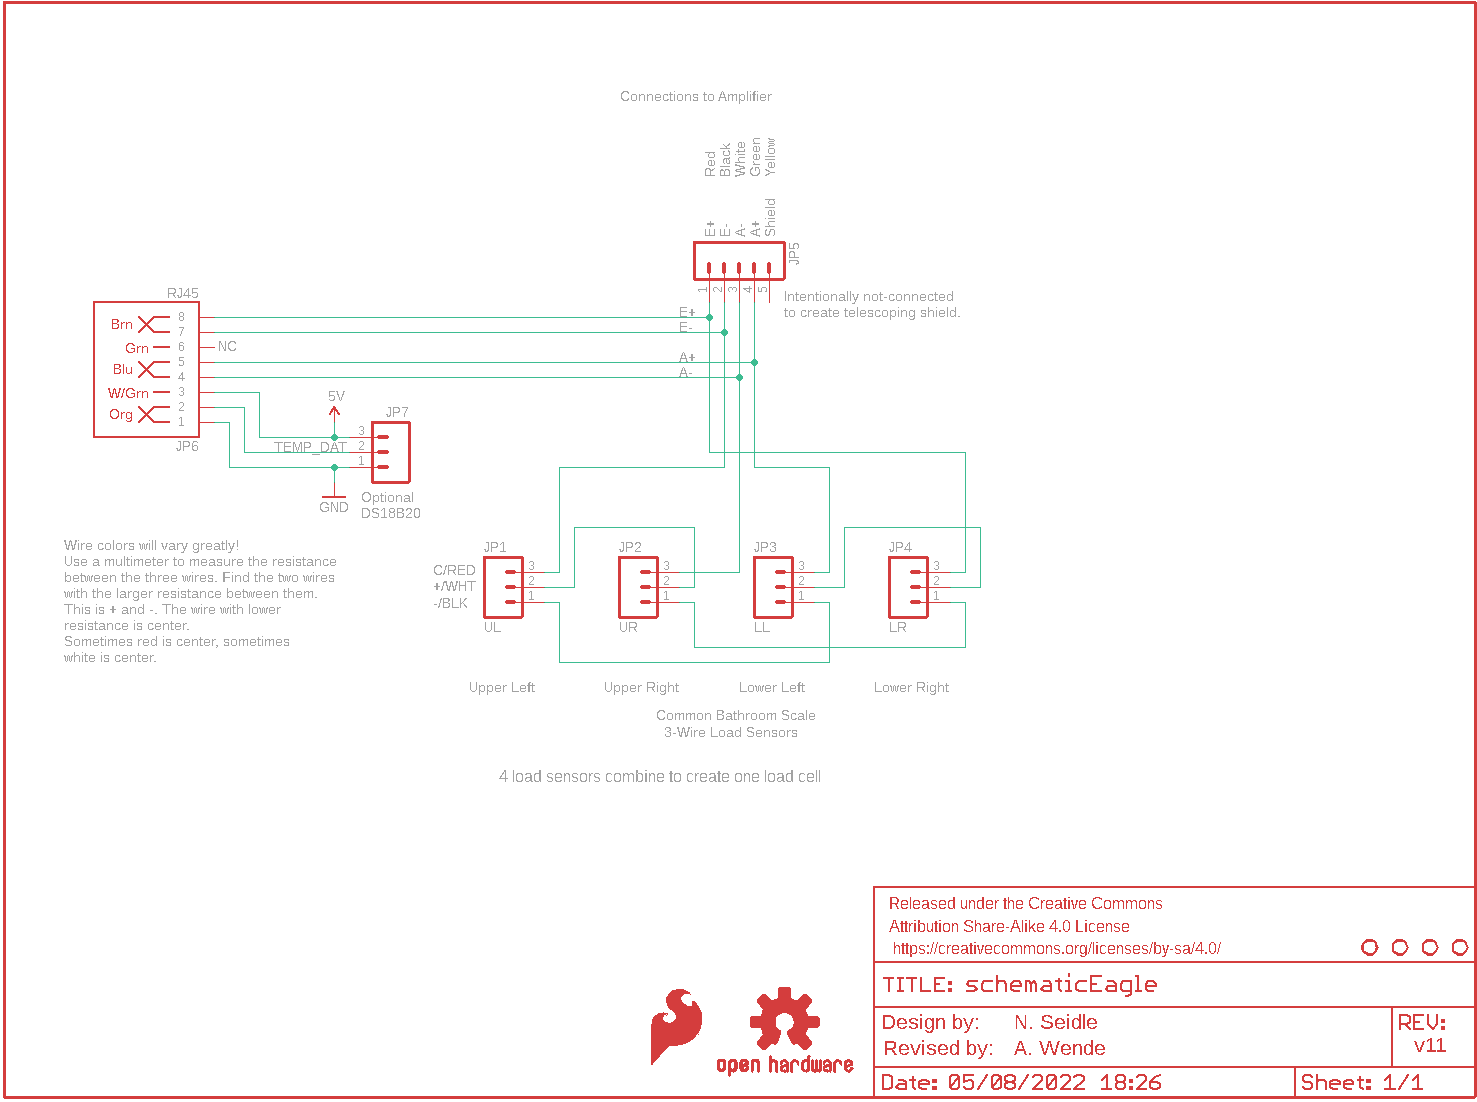 Connections to Amplifier
Red
Black
White
Green
Yellow
E+
E-
A-
A+
Shield
JP5
1
2
3
4
5
Intentionally not-connected
to create telescoping shield.
RJ45
Brn
8
7
Grn
6
NC
Blu
5
4
W/Grn
3
Org
2
1
JP6
E+
E-
A+
A-
5V
JP7
3
TEMP_DAT
2
1
GND
Optional
DS18B20
Wire colors will vary greatly!
Use a multimeter to measure the resistance
between the three wires. Find the two wires
with the larger resistance between them.
This is + and -. The wire with lower
resistance is center.
Sometimes red is center, sometimes
white is center.
C/RED
+/WHT
-/BLK
JP1
3
2
1
UL
JP2
3
2
1
UR
JP3
3
2
1
LL
JP4
3
2
1
LR
Upper Left
Upper Right
Lower Left
Lower Right
Common Bathroom Scale
3-Wire Load Sensors
4 load sensors combine to create one load cell
open hardware
Released under the Creative Commons
Attribution Share-Alike 4.0 License
https://creativecommons.org/licenses/by-sa/4.0/
TITLE: schematicEagle
Design by: N. Seidle
Revised by: A. Wende
REV:
v11
Date: 05/08/2022 18:26
Sheet: 1/1